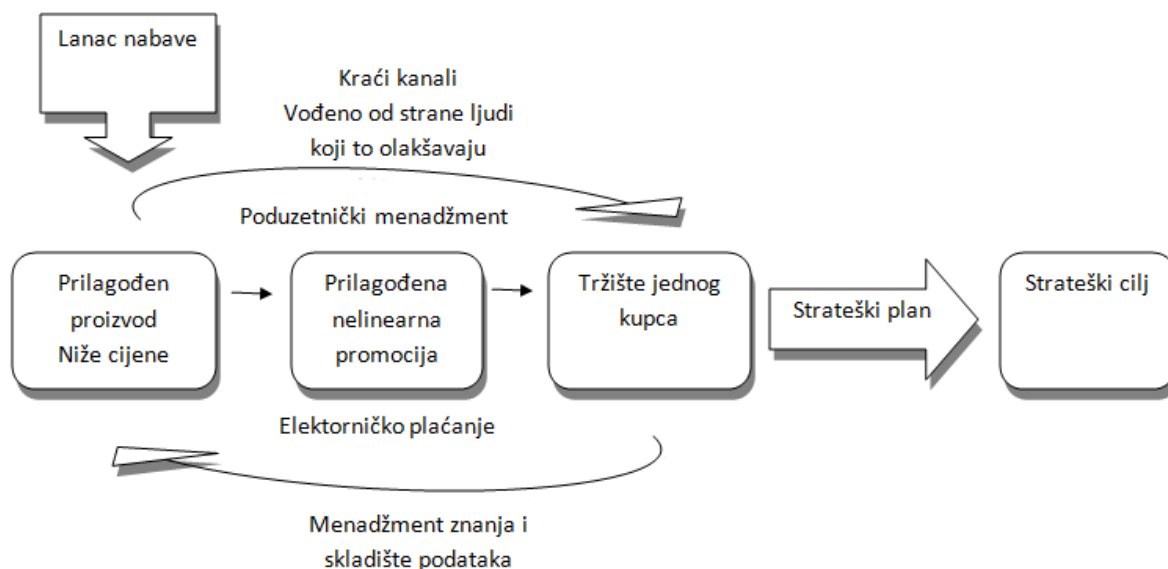 Lanac nabave
Kraći kanali
Vođeno od strane ljudi
koji to olakšavaju
Poduzetnički menadžment
Prilagođen
proizvod
Niže cijene
Prilagođena
nelinearna
promocija
Tržište jednog
kupca
Strateški plan
Strateški cilj
Elektorničko plaćanje
Menadžment znanja i
skladište podataka